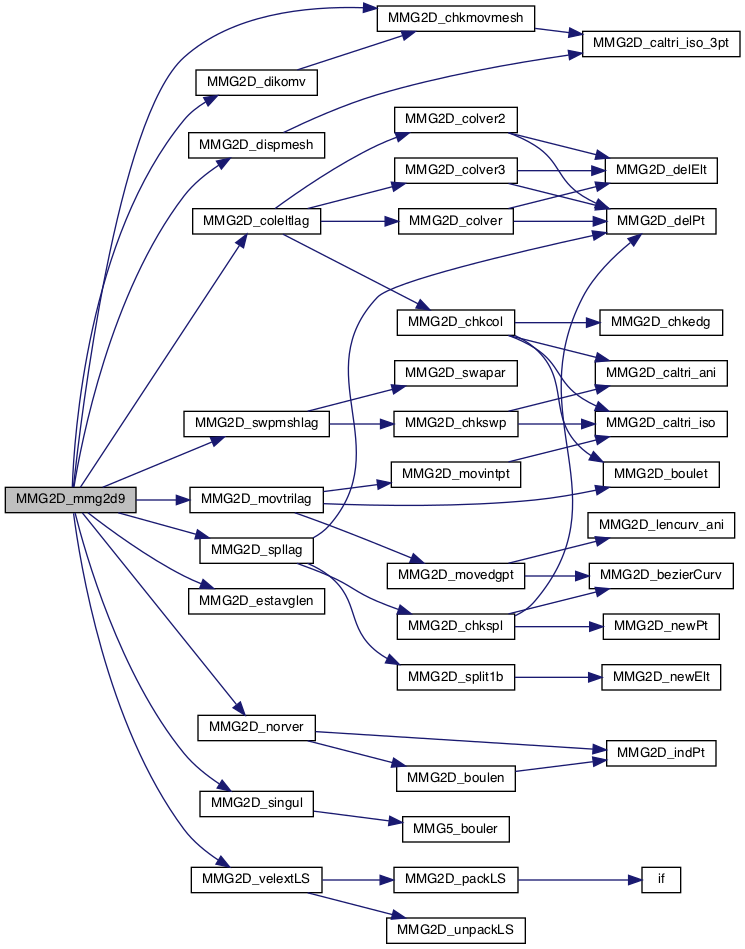 MMG2D_chkmovmesh
MMG2D_caltri_iso_3pt
MMG2D_dikomv
MMG2D_colver2
MMG2D_dispmesh
MMG2D_colver3
MMG2D_delElt
MMG2D_coleltlag
MMG2D_colver
MMG2D_delPt
MMG2D_chkcol
MMG2D_chkedg
MMG2D_swapar
MMG2D_caltri_ani
MMG2D_swpmshlag
MMG2D_chkswp
MMG2D_caltri_iso
MMG2D_movintpt
MMG2D_boulet
MMG2D_mmg2d9
MMG2D_movtrilag
MMG2D_lencurv_ani
MMG2D_spllag
MMG2D_movedgpt
MMG2D_bezierCurv
MMG2D_estavglen
MMG2D_chkspl
MMG2D_newPt
MMG2D_split1b
MMG2D_newElt
MMG2D_norver
MMG2D_indPt
MMG2D_boulen
MMG2D_singul
MMG5_bouler
MMG2D_velextLS
MMG2D_packLS
if
MMG2D_unpackLS